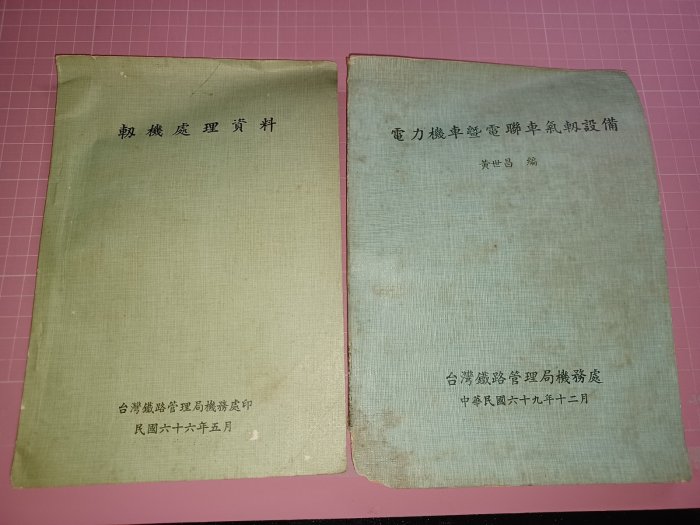 軔機處理資料
台灣鐵路管理局機務處印
民國六十六年五月
電力機車暨電聯車氣軔設備
黃世昌 編
台灣鐵路管理局機務處
中華民國六十九年十二月